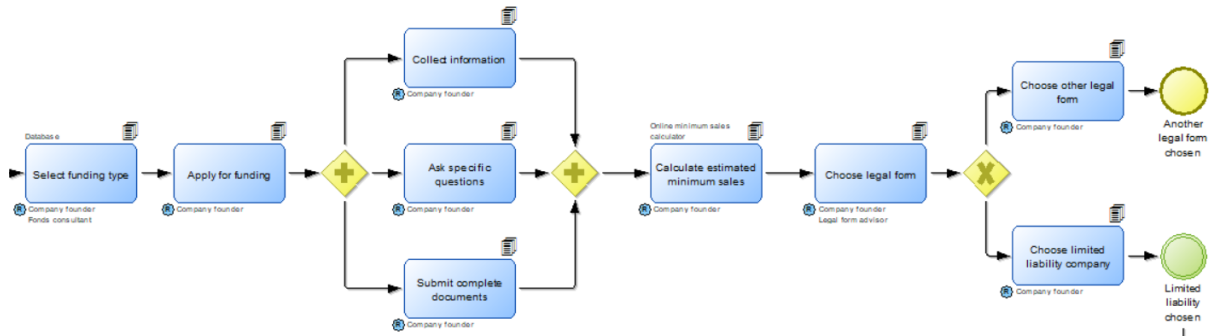 Collect information
Company founder
Database
Select funding type
Company founder
Fonds consultant
Apply for funding
Company founder
Ask specific
questions
Company founder
Submit complete
documents
Company founder
Online minimum sales
calculator
Calculate estimated
minimum sales
Company founder
Choose legal form
Company founder
Legal form advisor
Choose other legal
form
Company founder
Another
legal form
chosen
Choose limited
liability company
Company founder
Limited
liability
chosen